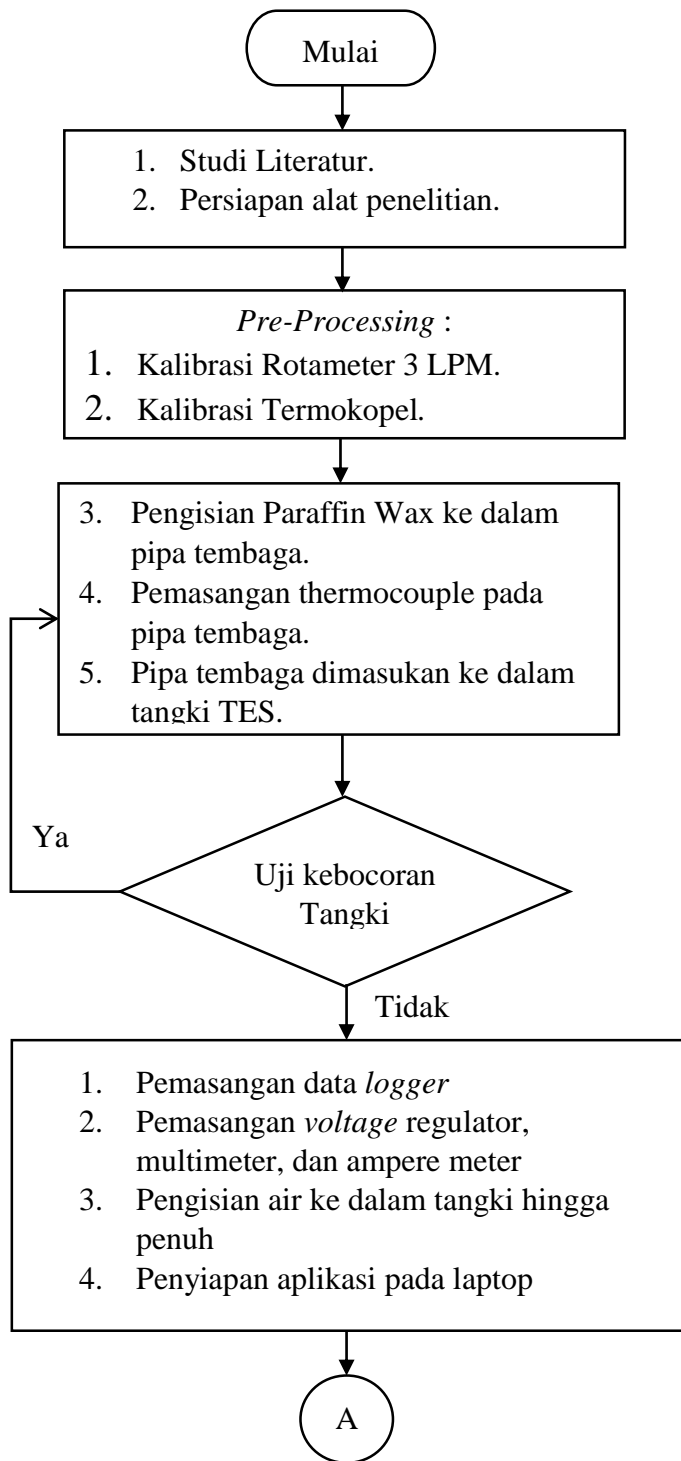 Mulai
1. Studi Literatur.
2. Persiapan alat penelitian.
Pre-Processing :
1. Kalibrasi Rotameter 3 LPM.
2. Kalibrasi Termokopel.
3. Pengisian Paraffin Wax ke dalam
pipa tembaga.
4. Pemasangan thermocouple pada
pipa tembaga.
5. Pipa tembaga dimasukan ke dalam
tangki TES.
Ya
Uji kebocoran
Tangki
Tidak
1. Pemasangan data logger
2. Pemasangan voltage regulator,
multimeter, dan ampere meter
3. Pengisian air ke dalam tangki hingga
penuh
4. Penyiapan aplikasi pada laptop
A